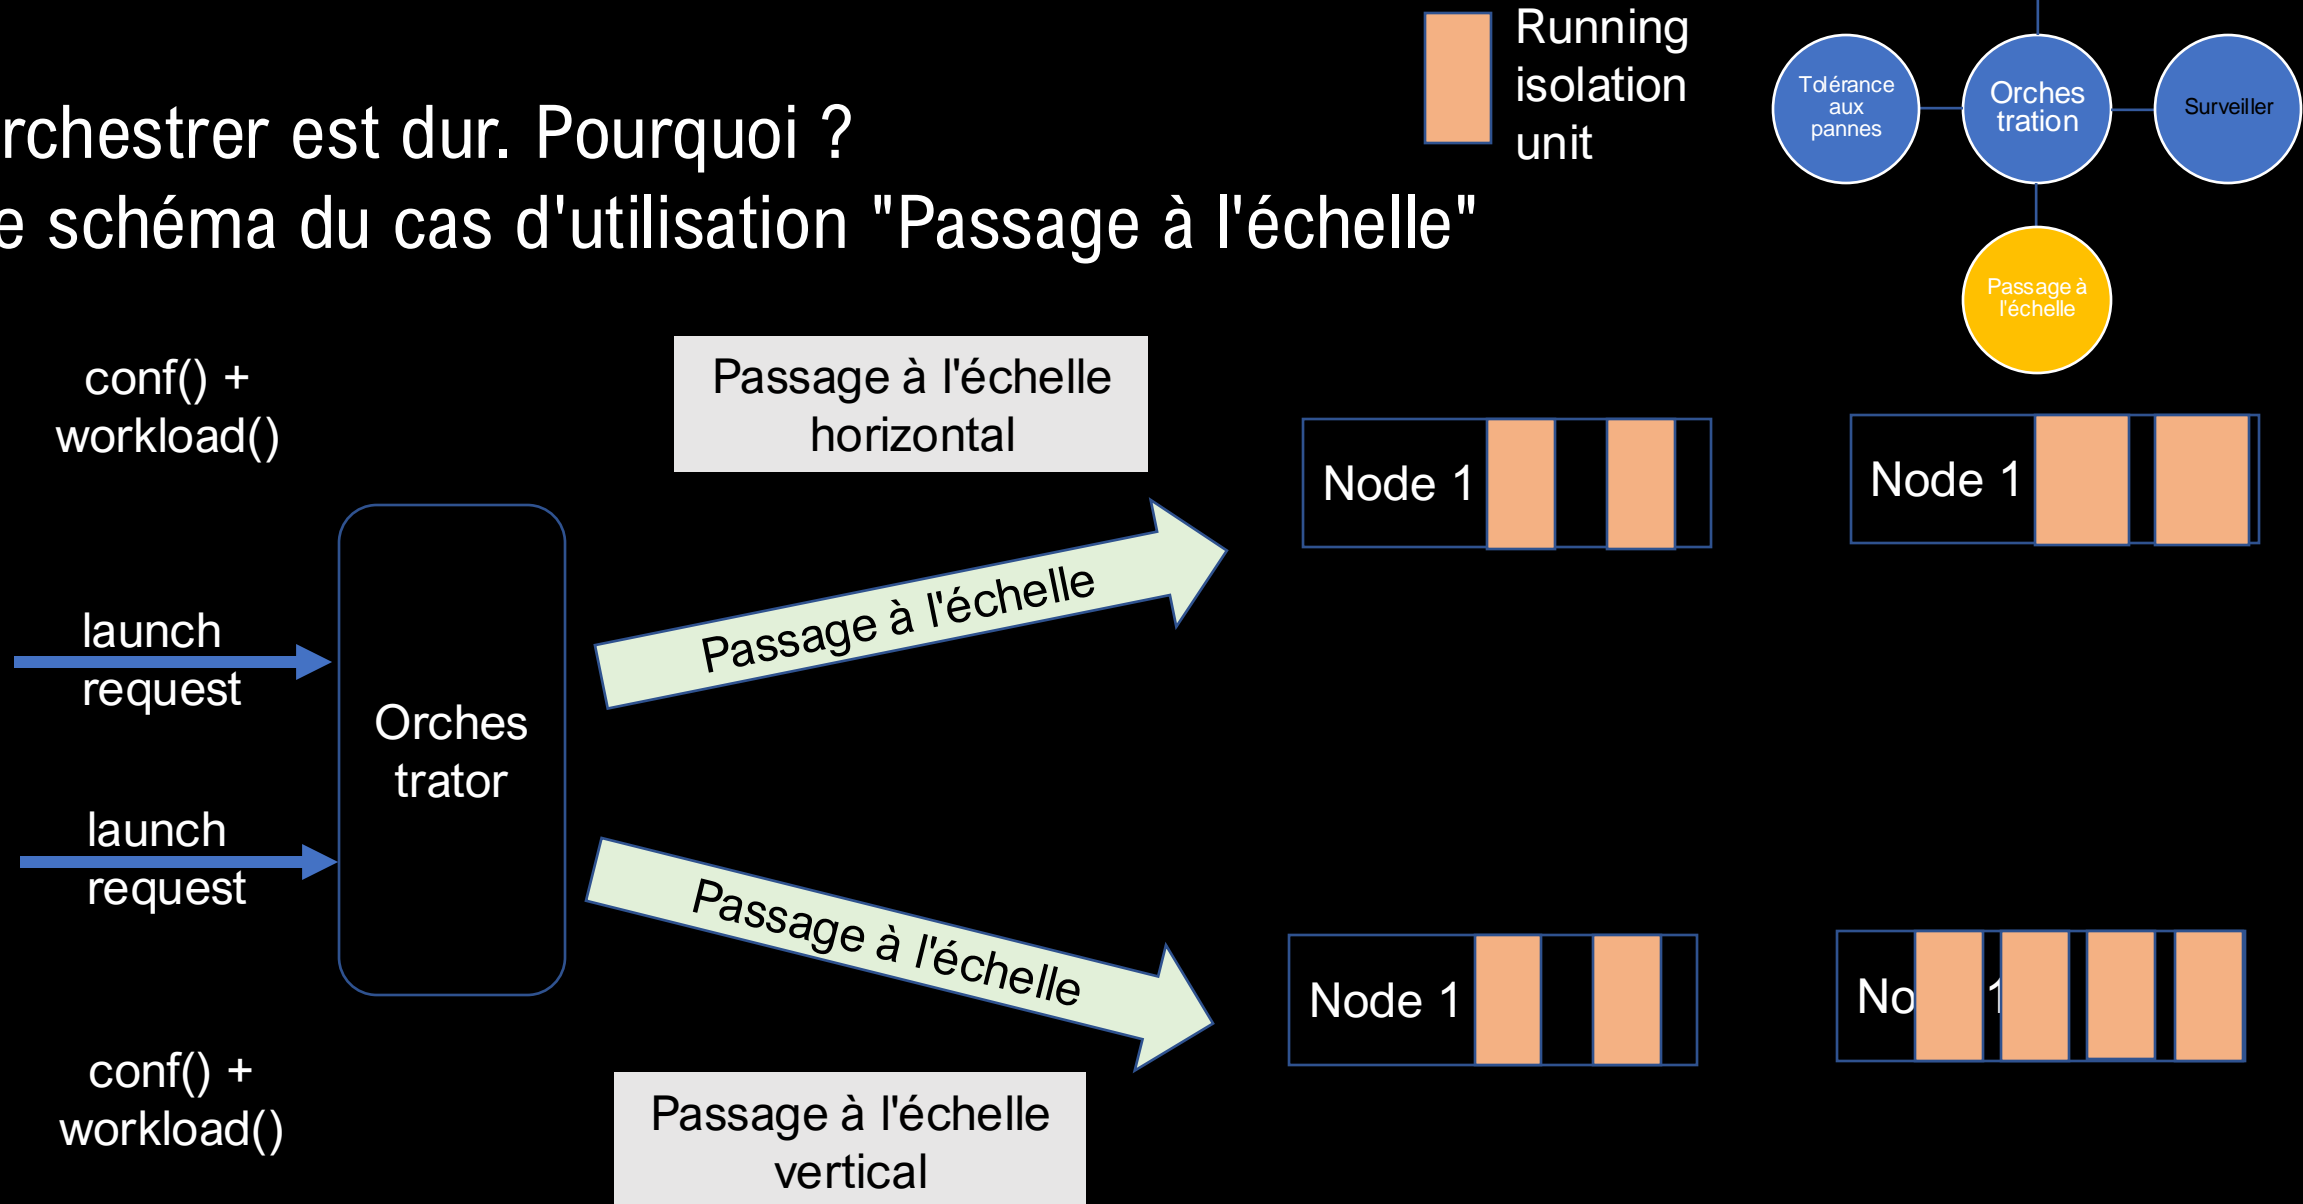 rchestrer est dur. Pourquoi ?
e schéma du cas d'utilisation "Passage à l'échelle"
Running
isolation
unit
Tolérance
aux
pannes
Orches
tration
Surveiller
Passage à
l'échelle
conf() +
workload()
Passage à l'échelle
horizontal
Node 1
Node 1
launch
request
Passage à l'échelle
Orches
trator
launch
request
Passage à l'échelle
Node 1
No 1
conf() +
workload()
Passage à l'échelle
vertical